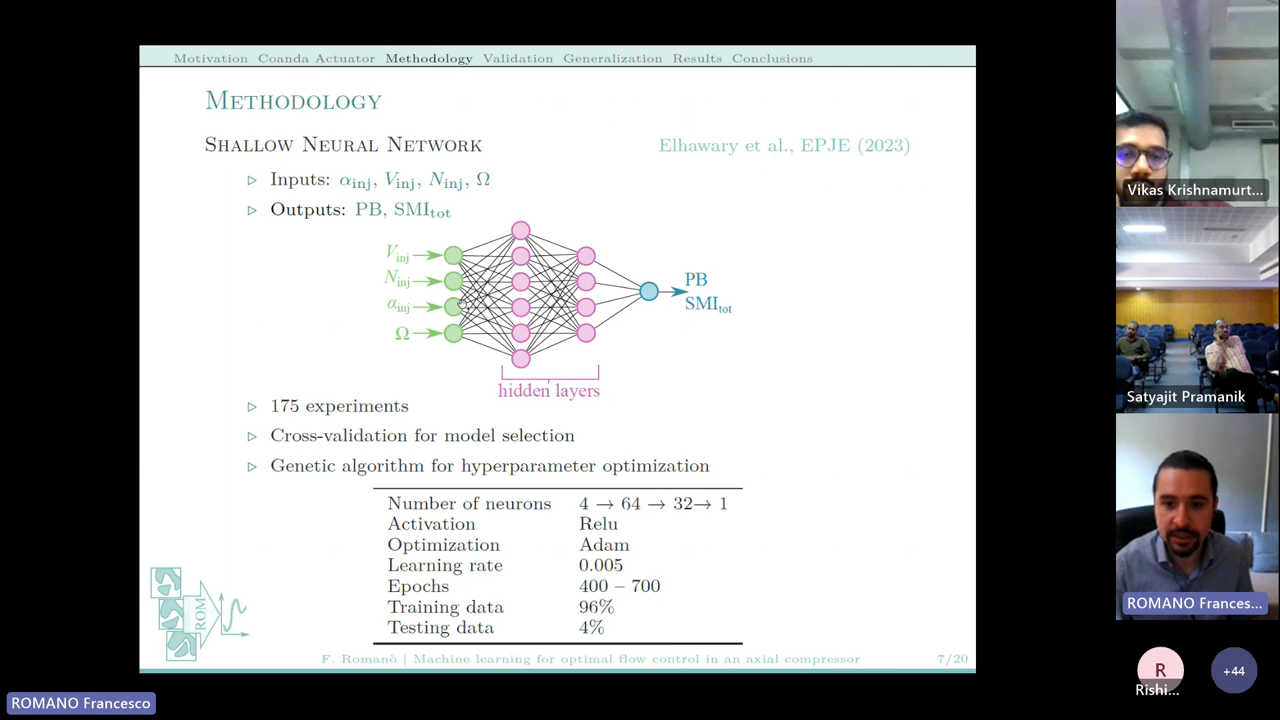 Motivation Coanda Actuator Methodology Validation Generalization Results Conclusions
Methodology
Shallow Neural Network
Elhawary et al., EPJE (2023)
▷ Inputs: αinj, Vinj, Ninj, Ω
▷ Outputs: PB, SMItot
Vinj
Ninj
αinj
Ω
PB
SMItot
hidden layers
▷ 175 experiments
▷ Cross-validation for model selection
▷ Genetic algorithm for hyperparameter optimization
Number of neurons 4 → 64 → 32→ 1
Activation Relu
Optimization Adam
Learning rate 0.005
Epochs 400 – 700
Training data 96%
Testing data 4%
ROM
F. Romanò | Machine learning for optimal flow control in an axial compressor 7/20
Vikas Krishnamurt...
Satyajit Pramanik
ROMANO Frances...
R
Rishi...
+44
ROMANO Francesco